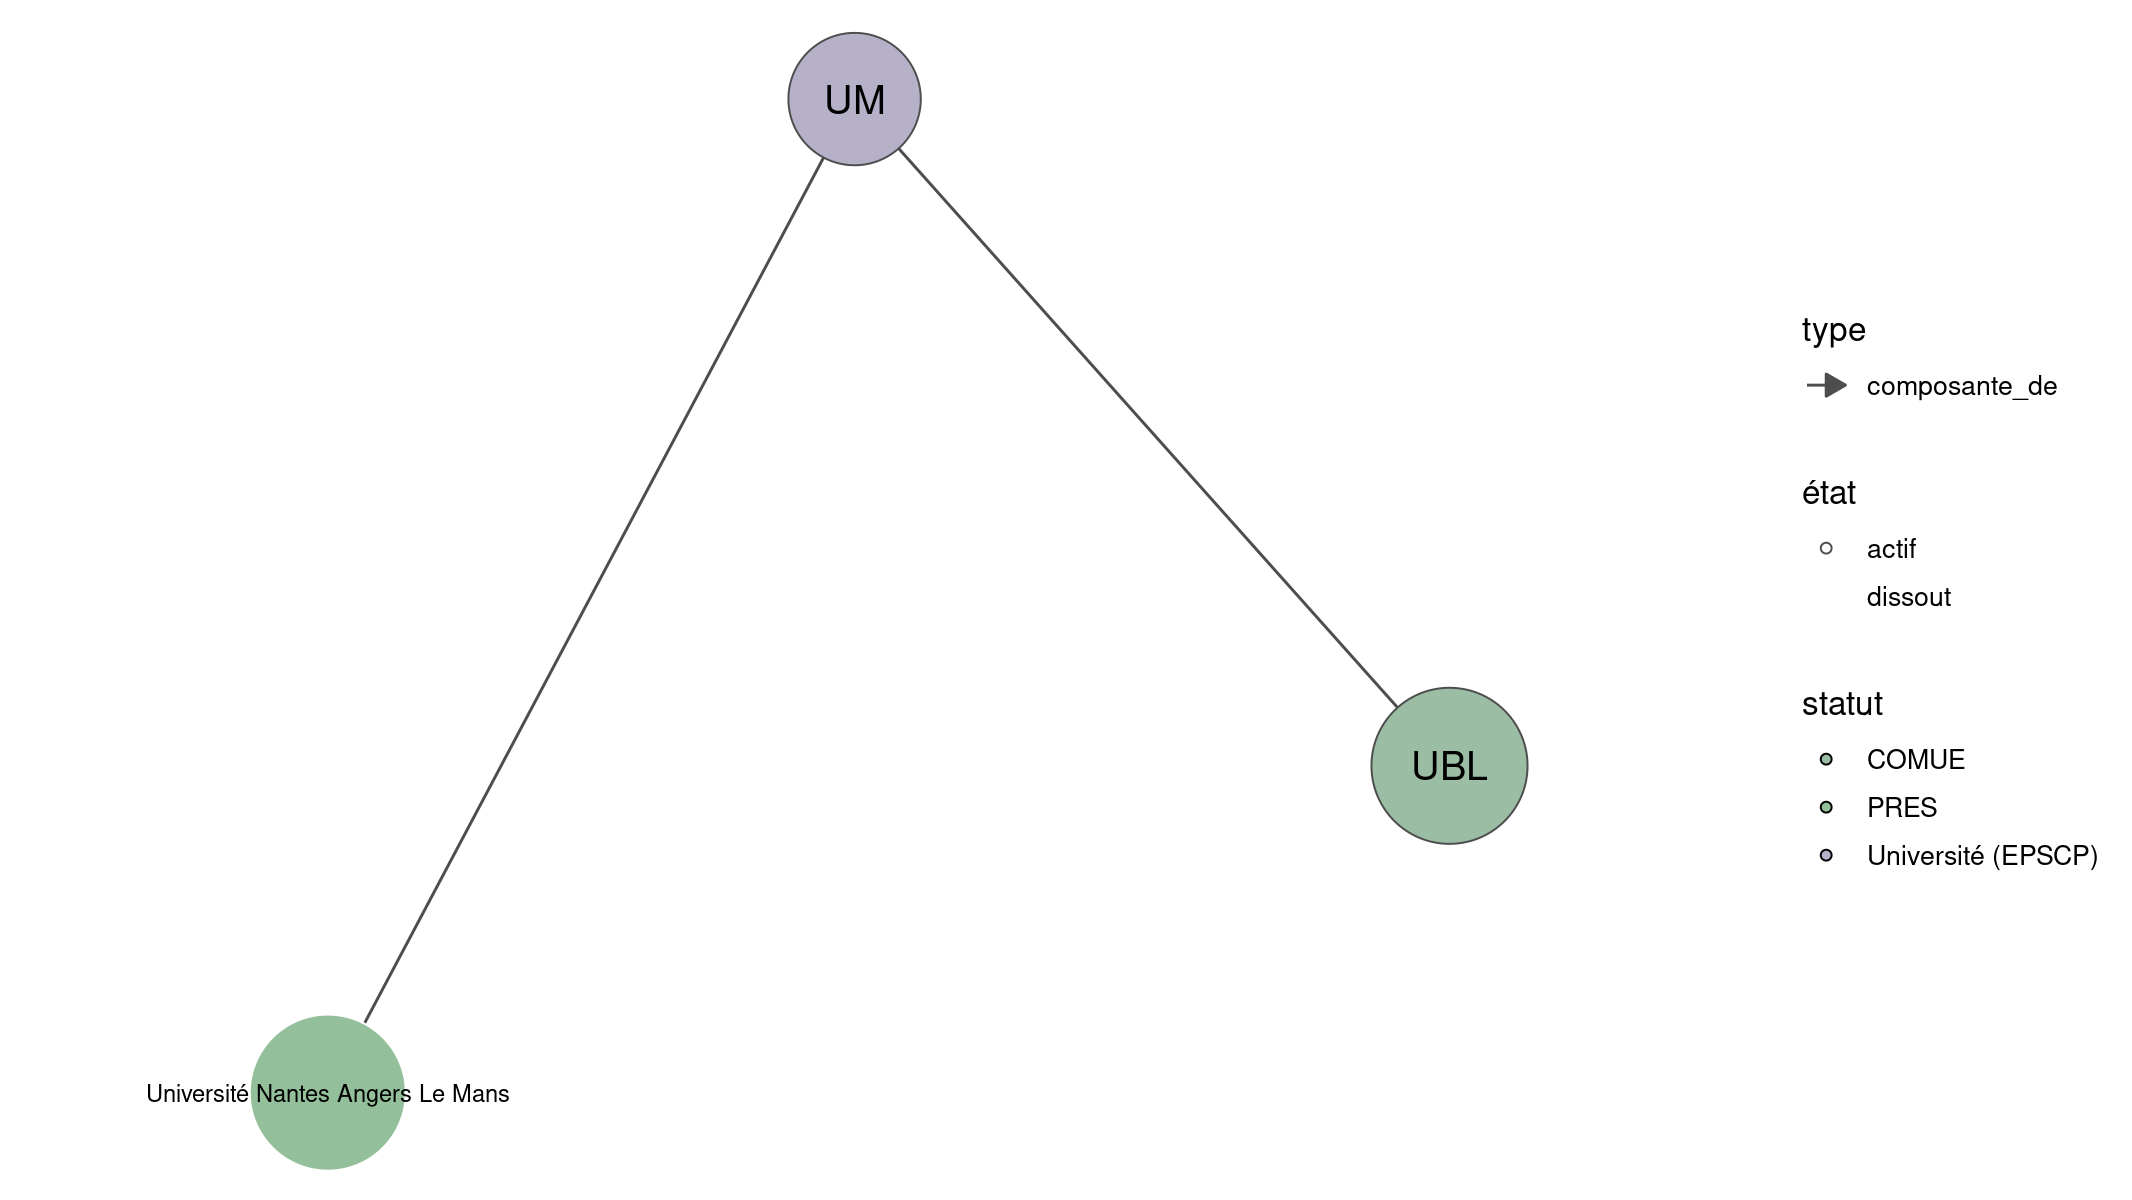 UM
UBL
Université Nantes Angers Le Mans
type
composante_de
état
actif
dissout
statut
COMUE
PRES
Université (EPSCP)